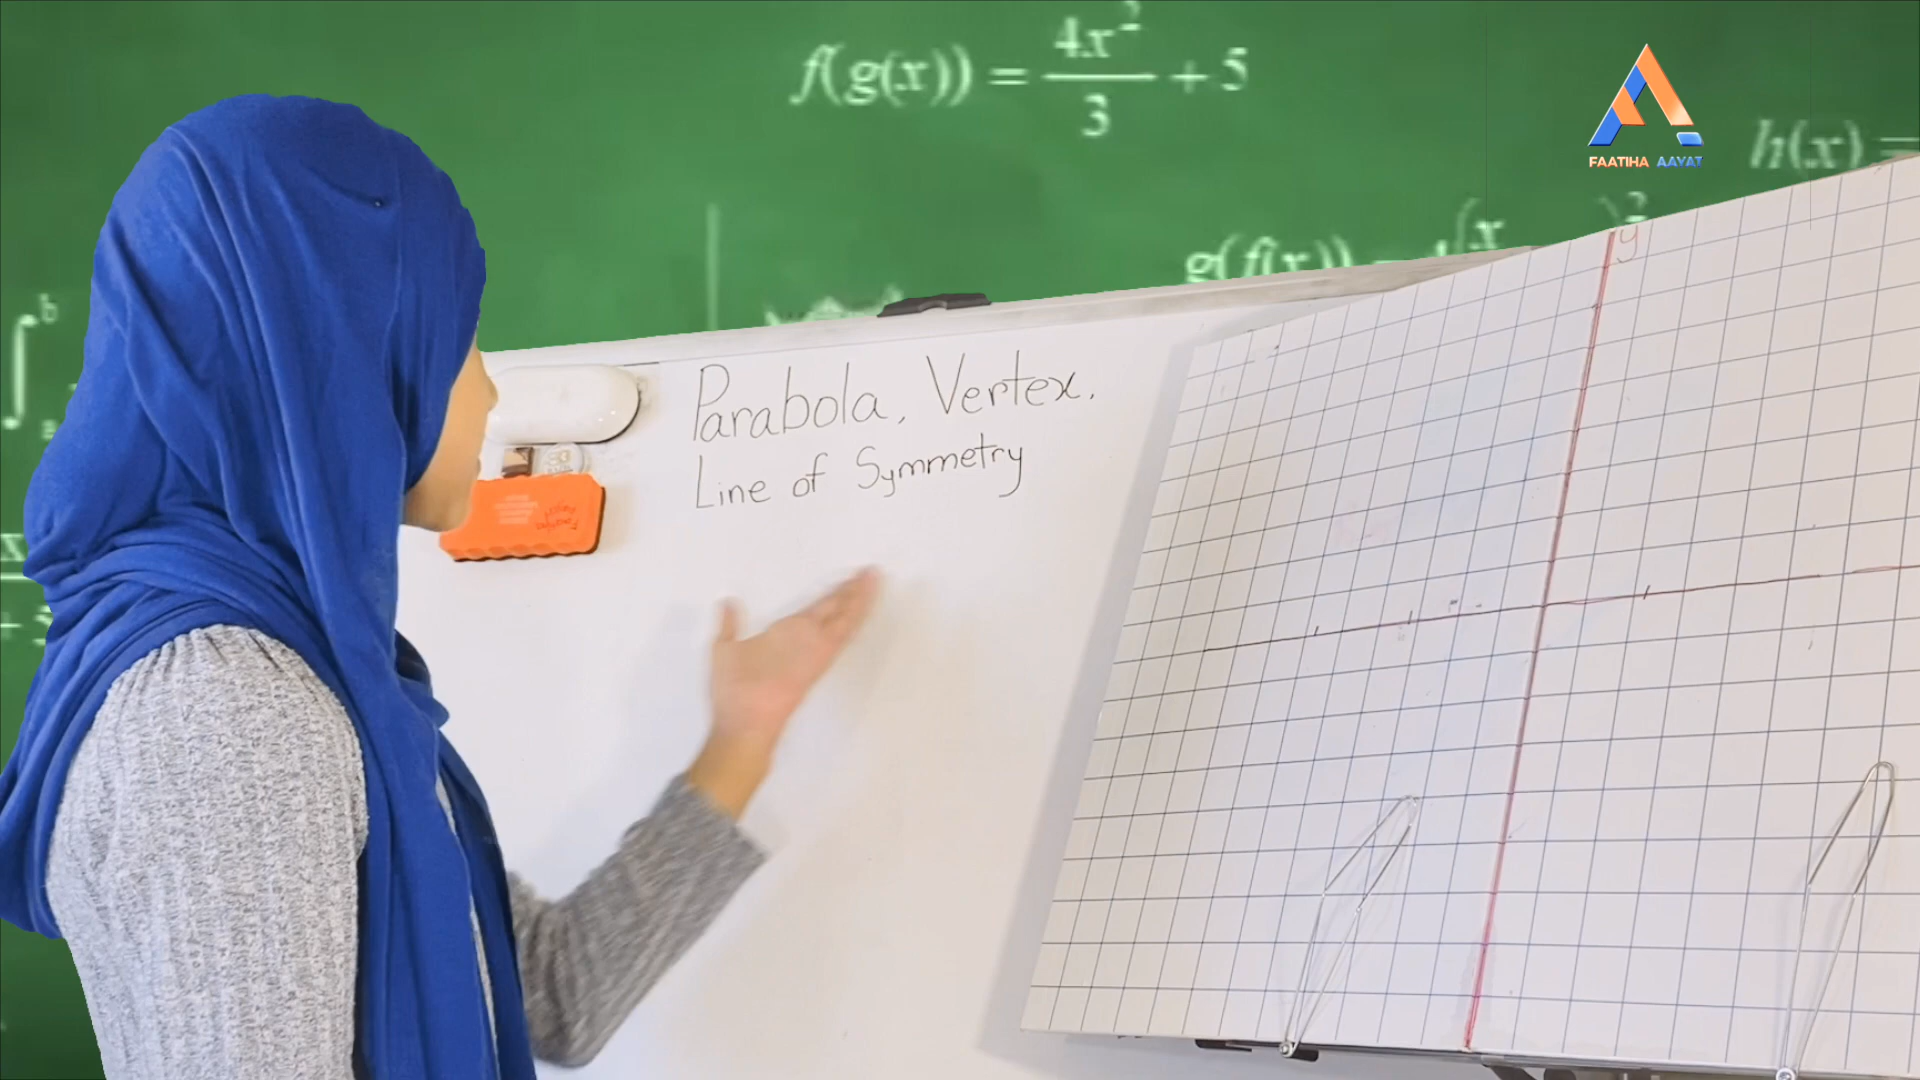 f(g(x)) = 4x²/3 + 5
FAATIHA AAYAT
h(x) =
g(f(x))
Parabola, Vertex,
Line of Symmetry
y